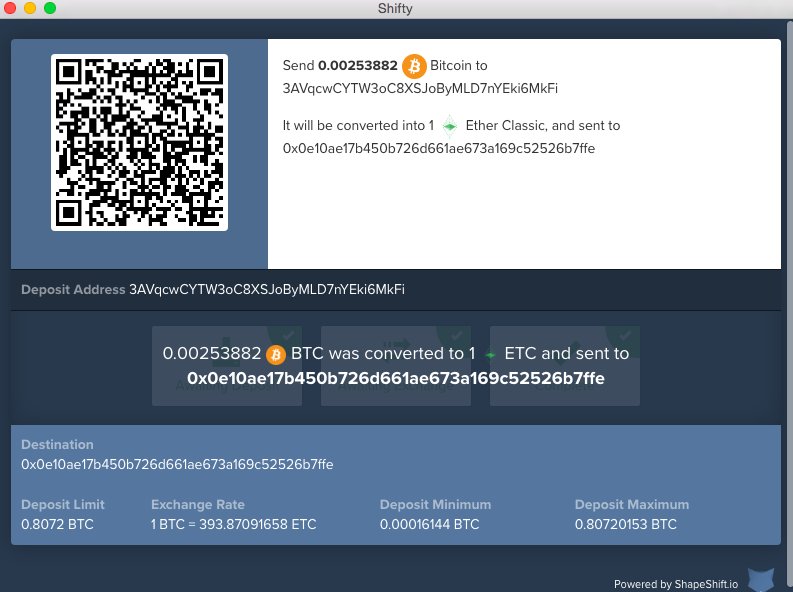 Shifty
Send 0.00253882 Bitcoin to
3AVqcwCYTW3oC8XSJoByMLD7nYEki6MkFi
It will be converted into 1 Ether Classic, and sent to
0x0e10ae17b450b726d661ae673a169c52526b7ffe
Deposit Address 3AVqcwCYTW3oC8XSJoByMLD7nYEki6MkFi
0.00253882 BTC was converted to 1 ETC and sent to
0x0e10ae17b450b726d661ae673a169c52526b7ffe
Destination
0x0e10ae17b450b726d661ae673a169c52526b7ffe
Deposit Limit Exchange Rate Deposit Minimum Deposit Maximum
0.8072 BTC 1 BTC = 393.87091658 ETC 0.00016144 BTC 0.80720153 BTC
Powered by ShapeShift.io